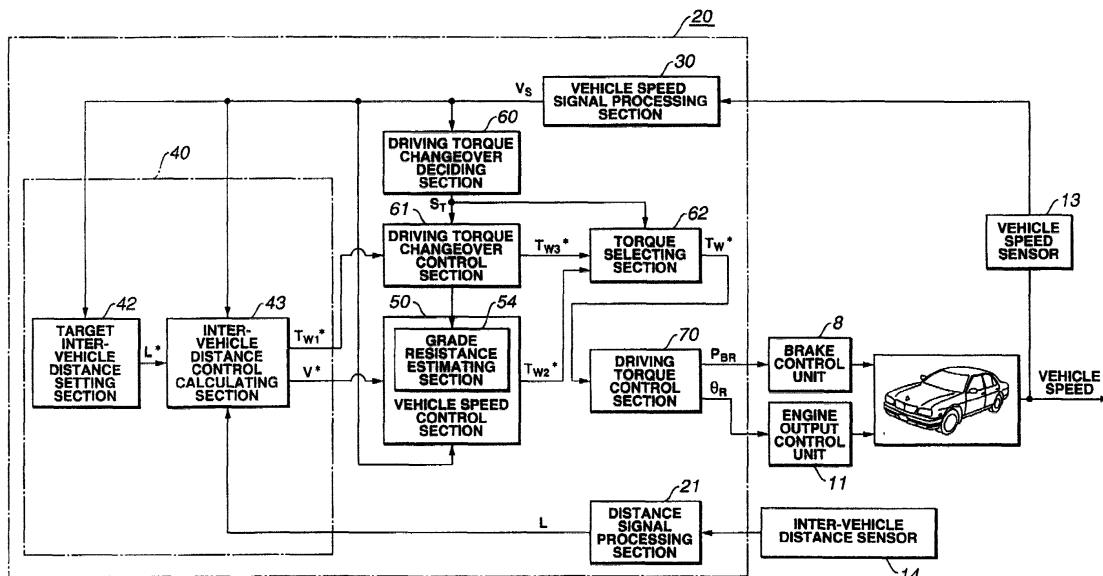 20
30
VEHICLE SPEED
SIGNAL PROCESSING
SECTION
VS
60
DRIVING TORQUE
CHANGEOVER
DECIDING
SECTION
40
ST
61
DRIVING TORQUE
CHANGEOVER
CONTROL
SECTION
TW3*
62
TORQUE
SELECTING
SECTION
TW*
13
VEHICLE
SPEED
SENSOR
42
TARGET
INTER-
VEHICLE
DISTANCE
SETTING
SECTION
L*
43
INTER-
VEHICLE
DISTANCE
CONTROL
CALCULATING
SECTION
TW1*
V*
50
54
GRADE
RESISTANCE
ESTIMATING
SECTION
VEHICLE SPEED
CONTROL
SECTION
TW2*
70
DRIVING
TORQUE
CONTROL
SECTION
PBR
θR
8
BRAKE
CONTROL
UNIT
ENGINE
OUTPUT
CONTROL
UNIT
11
VEHICLE
SPEED
21
DISTANCE
SIGNAL
PROCESSING
SECTION
L
INTER-VEHICLE
DISTANCE SENSOR
14